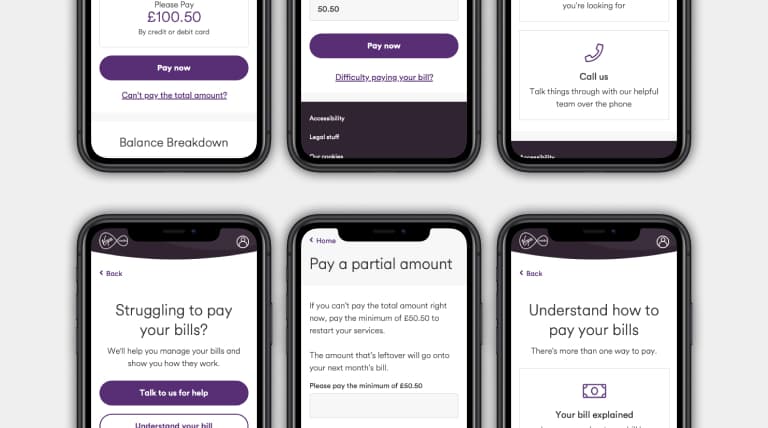 Please Pay
£100.50
By credit or debit card
Pay now
Can't pay the total amount?
Balance Breakdown
50.50
Pay now
Difficulty paying your bill?
Accessibility
Legal stuff
Our cookies
you're looking for
Call us
Talk things through with our helpful
team over the phone
Accessibility
Virgin media
Back
Struggling to pay
your bills?
We'll help you manage your bills and
show you how they work.
Talk to us for help
Understand your bill
Home
Pay a partial amount
If you can't pay the total amount right
now, pay the minimum of £50.50 to
restart your services.
The amount that's leftover will go onto
your next month's bill.
Please pay the minimum of £50.50
Virgin media
Back
Understand how to
pay your bills
There's more than one way to pay.
Your bill explained